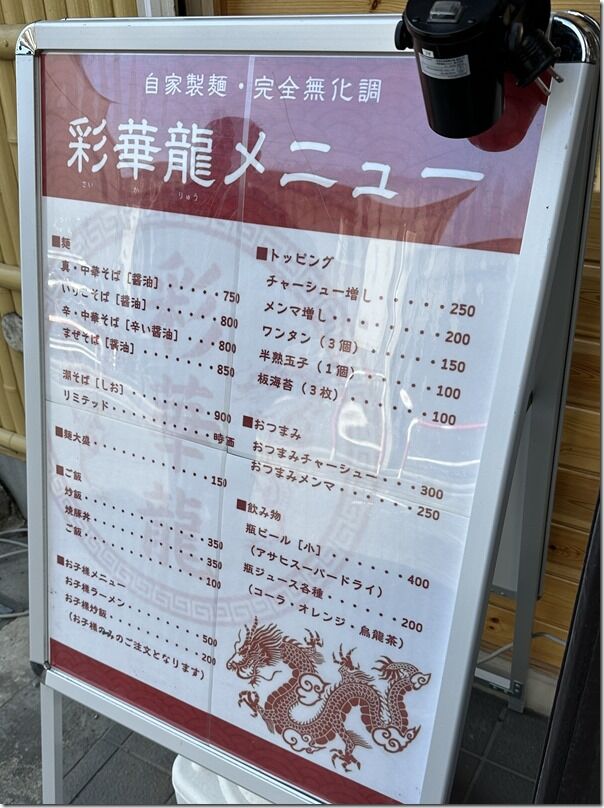 自家製麺・完全無化調
彩華龍メニュー
さい か りゅう
■麺
真・中華そば［醤油］・・・・・・750
いりこそば［醤油］・・・・・・・800
辛・中華そば［辛い醤油］・・・・800
まぜそば［醤油］・・・・・・・・850
潮そば［しお］・・・・・・・・・900
リミテッド・・・・・・・・・・時価
■麺大盛・・・・・・・・・・・・150
■ご飯
炒飯・・・・・・・・・・・・・・350
焼豚丼・・・・・・・・・・・・・350
ご飯・・・・・・・・・・・・・・100
■お子様メニュー
お子様ラーメン・・・・・・・・・500
お子様炒飯・・・・・・・・・・・200
（お子様のみのご注文となります）
■トッピング
チャーシュー増し・・・・・・250
メンマ増し・・・・・・・・・200
ワンタン（３個）・・・・・・150
半熟玉子（１個）・・・・・・100
板海苔（３枚）・・・・・・・100
■おつまみ
おつまみチャーシュー・・・・300
おつまみメンマ・・・・・・・250
■飲み物
瓶ビール［小］・・・・・・・400
（アサヒスーパードライ）
瓶ジュース各種・・・・・・・200
（コーラ・オレンジ・烏龍茶）
彩華龍